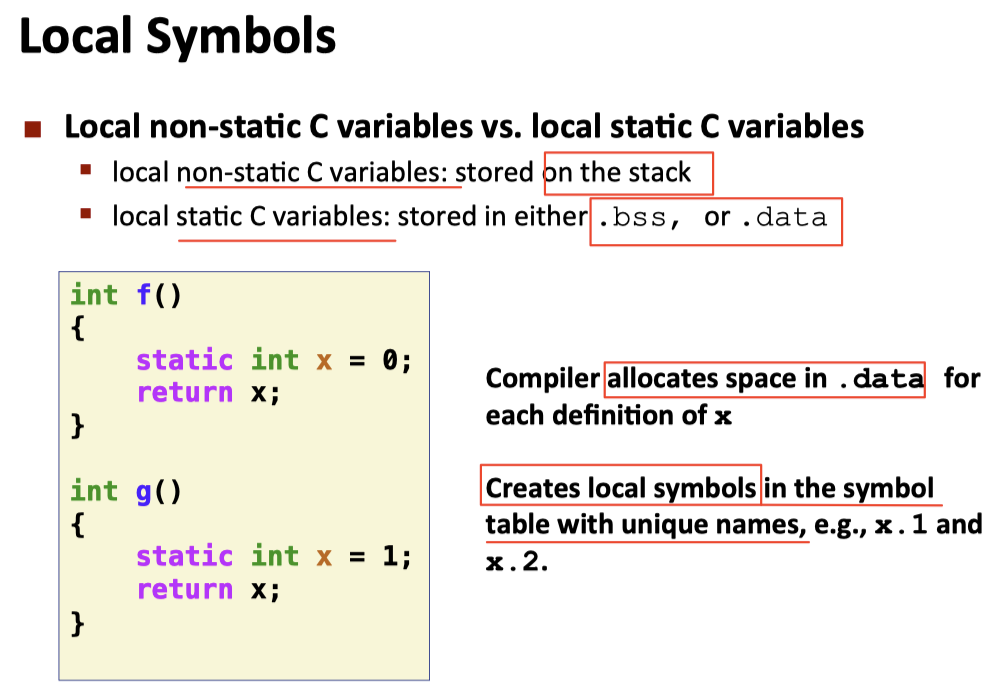 Local Symbols
Local non-static C variables vs. local static C variables
local non-static C variables: stored on the stack
local static C variables: stored in either .bss, or .data
int f()
{
    static int x = 0;
    return x;
}
int g()
{
    static int x = 1;
    return x;
}
Compiler allocates space in .data for
each definition of x
Creates local symbols in the symbol
table with unique names, e.g., x.1 and
x.2.